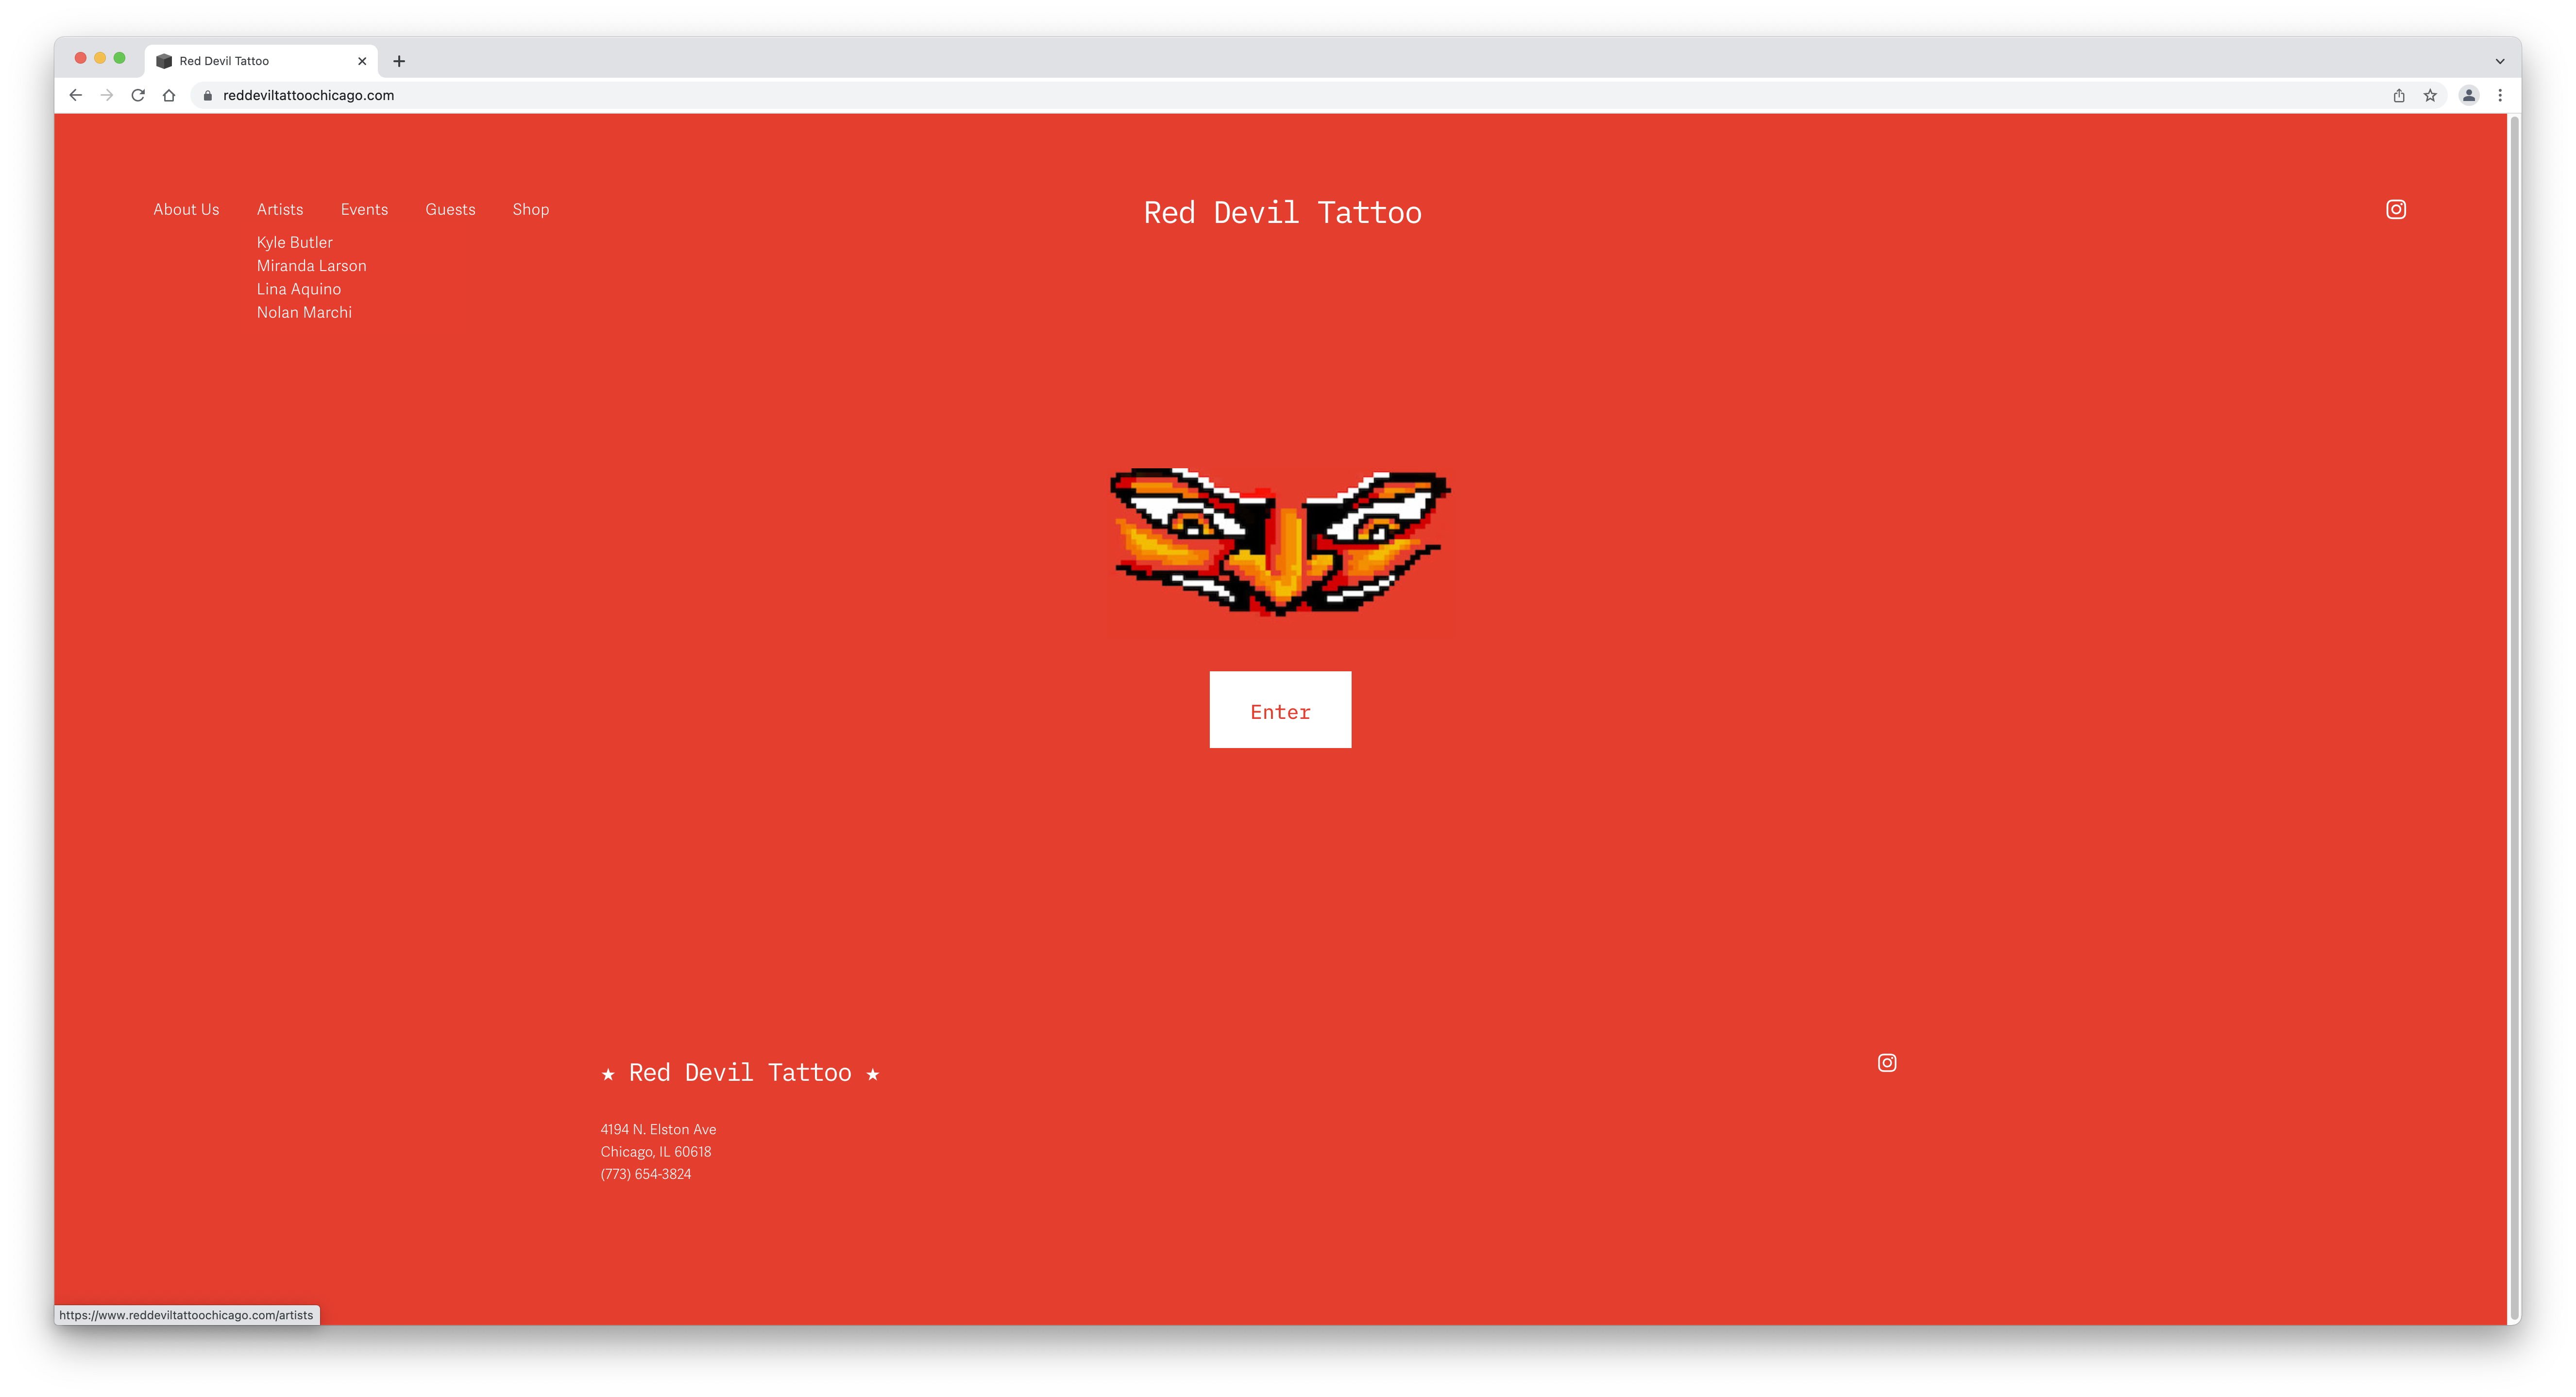 Red Devil Tattoo
reddeviltattoochicago.com
About Us Artists Events Guests Shop
Red Devil Tattoo
Kyle Butler
Miranda Larson
Lina Aquino
Nolan Marchi
Enter
★ Red Devil Tattoo ★
4194 N. Elston Ave
Chicago, IL 60618
(773) 654-3824
https://www.reddeviltattoochicago.com/artists